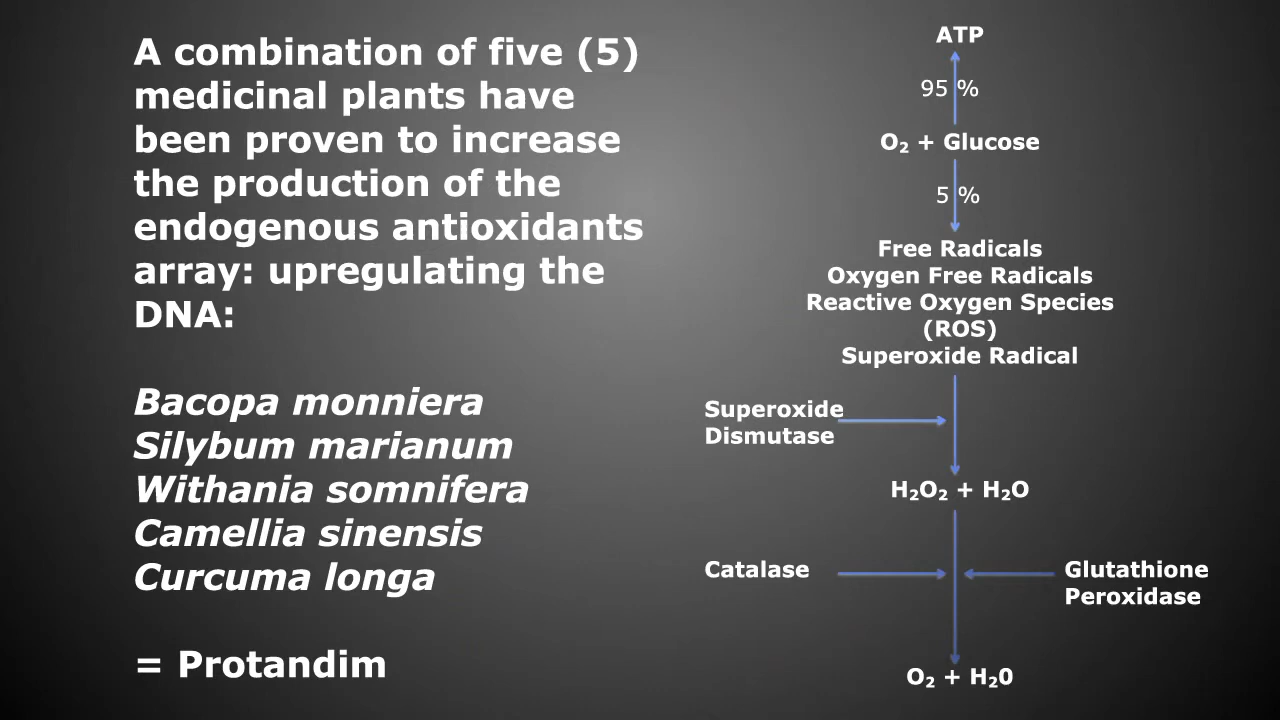 A combination of five (5)
medicinal plants have
been proven to increase
the production of the
endogenous antioxidants
array: upregulating the
DNA:
Bacopa monniera
Silybum marianum
Withania somnifera
Camellia sinensis
Curcuma longa
= Protandim
ATP
95 %
O₂ + Glucose
5 %
Free Radicals
Oxygen Free Radicals
Reactive Oxygen Species
(ROS)
Superoxide Radical
Superoxide
Dismutase
H₂O₂ + H₂O
Catalase
Glutathione
Peroxidase
O₂ + H₂0